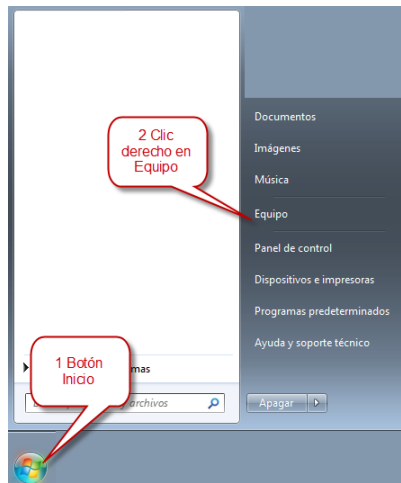 Documentos
2 Clic
derecho en
Equipo
Imágenes
Música
Equipo
Panel de control
Dispositivos e impresoras
Programas predeterminados
Ayuda y soporte técnico
1 Botón
Inicio
mas
archivos
Apagar